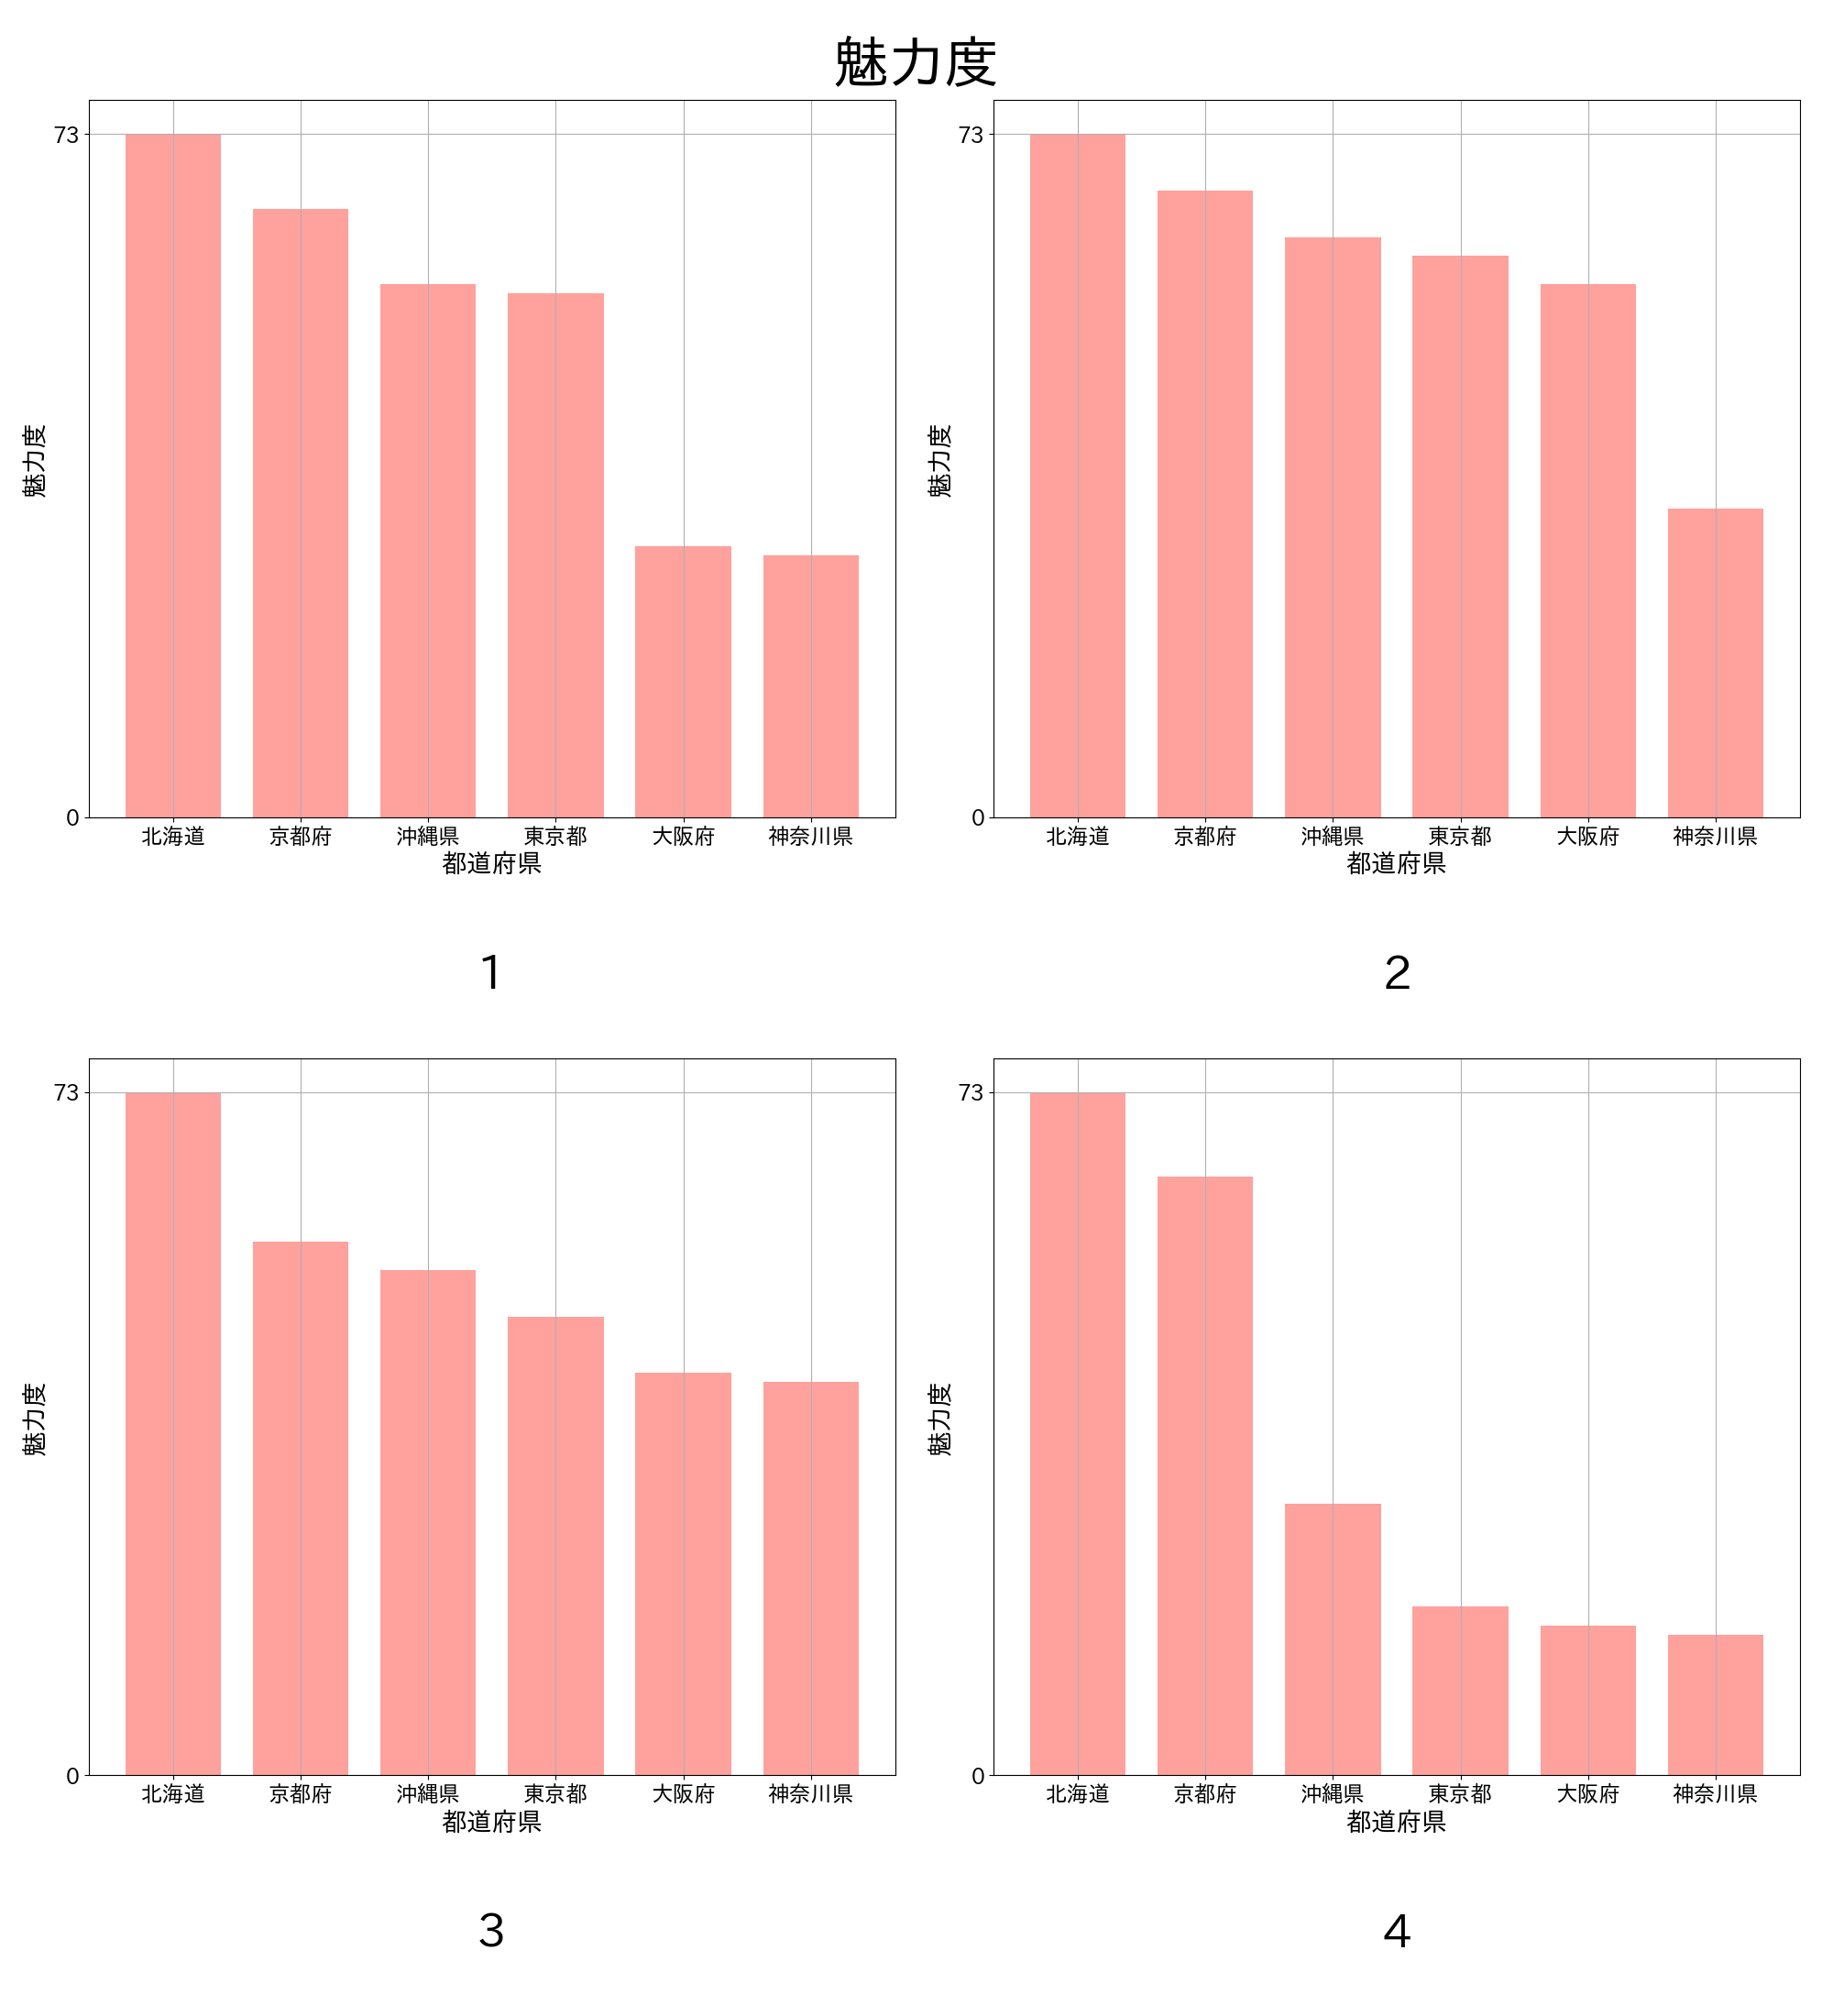 魅力度
73
0
魅力度
北海道 京都府 沖縄県 東京都 大阪府 神奈川県
都道府県
1
73
0
魅力度
北海道 京都府 沖縄県 東京都 大阪府 神奈川県
都道府県
2
73
0
魅力度
北海道 京都府 沖縄県 東京都 大阪府 神奈川県
都道府県
3
73
0
魅力度
北海道 京都府 沖縄県 東京都 大阪府 神奈川県
都道府県
4